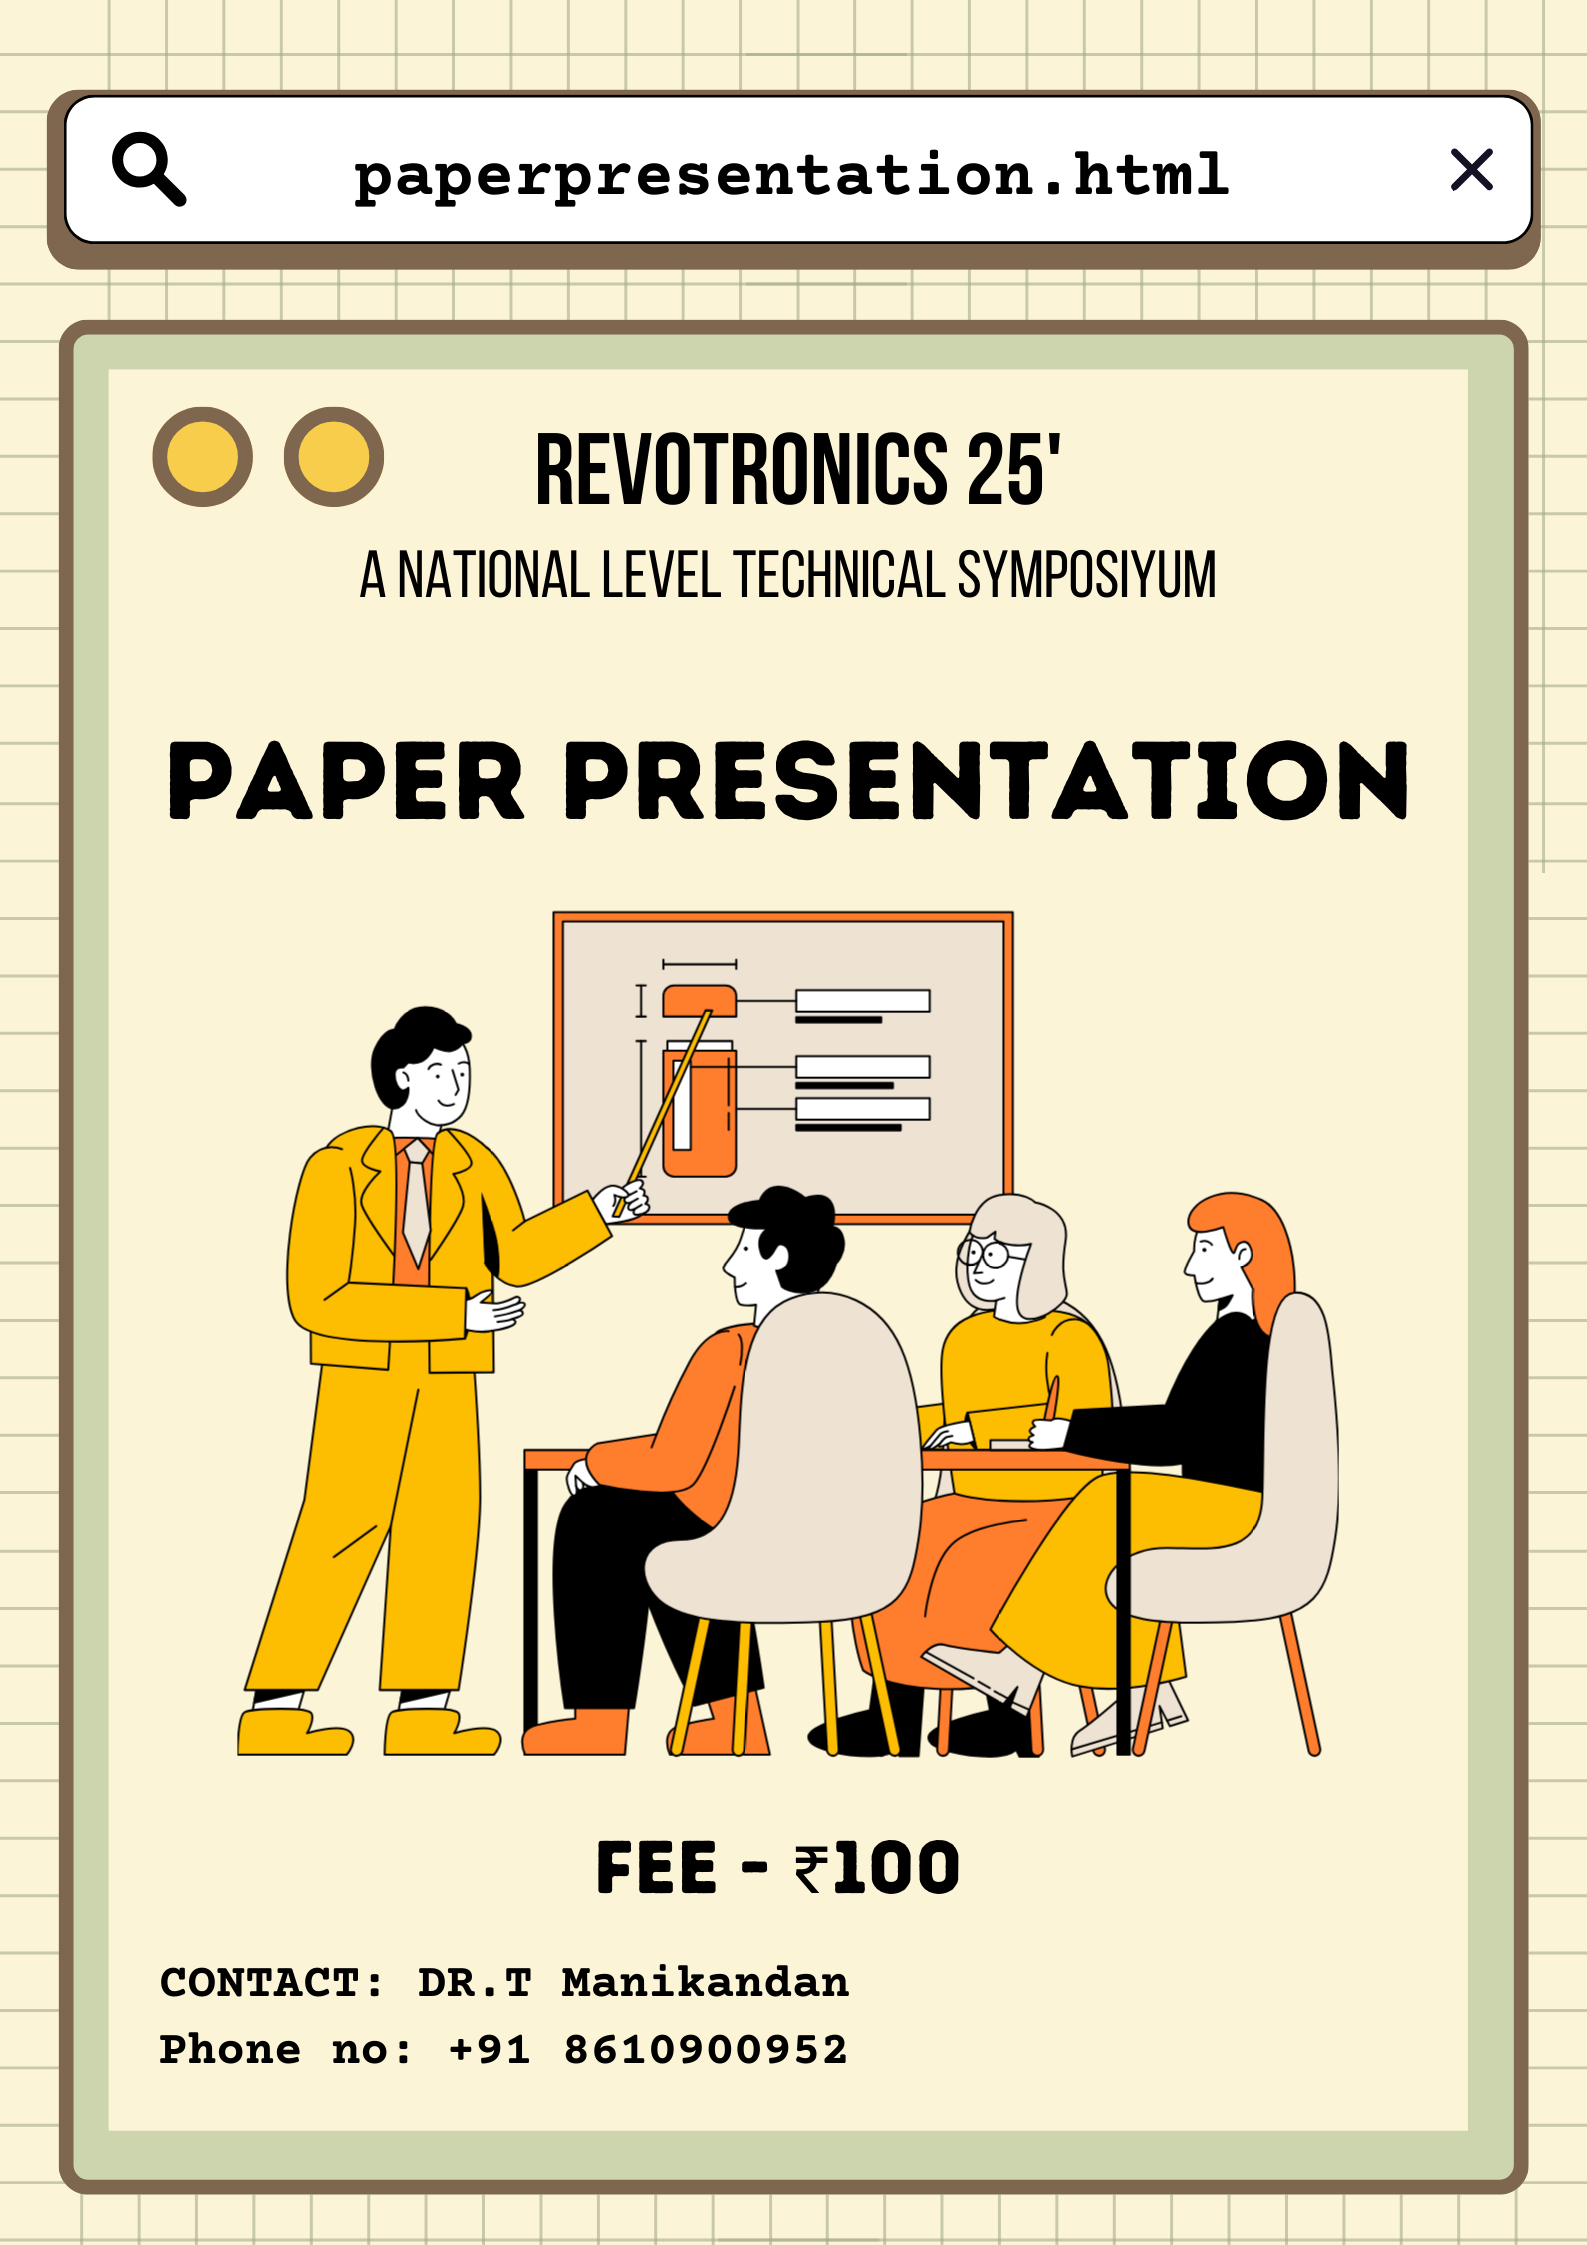 paperpresentation.html
REVOTRONICS 25'
A NATIONAL LEVEL TECHNICAL SYMPOSIYUM
PAPER PRESENTATION
FEE - ₹100
CONTACT: DR.T Manikandan
Phone no: +91 8610900952